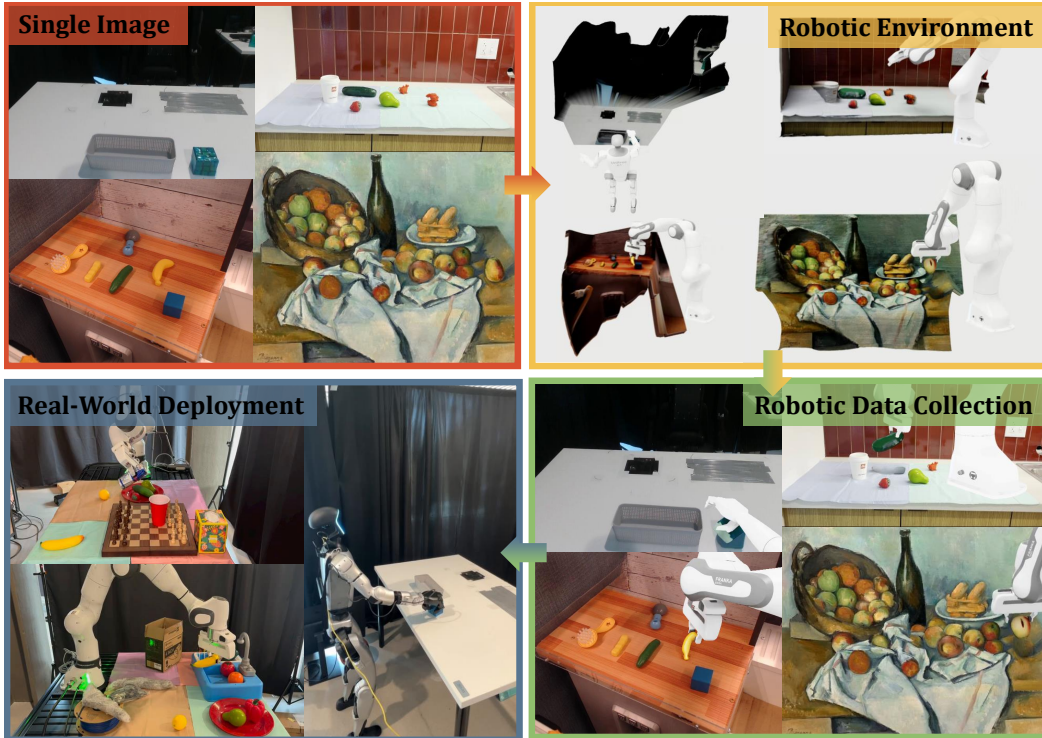 Single Image
Robotic Environment
Real-World Deployment
Robotic Data Collection
FRANKA